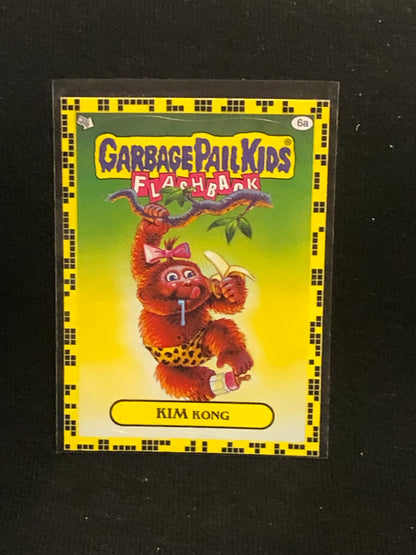 6a
GARBAGE PAIL KIDS®
FLASHBACK
KIM KONG